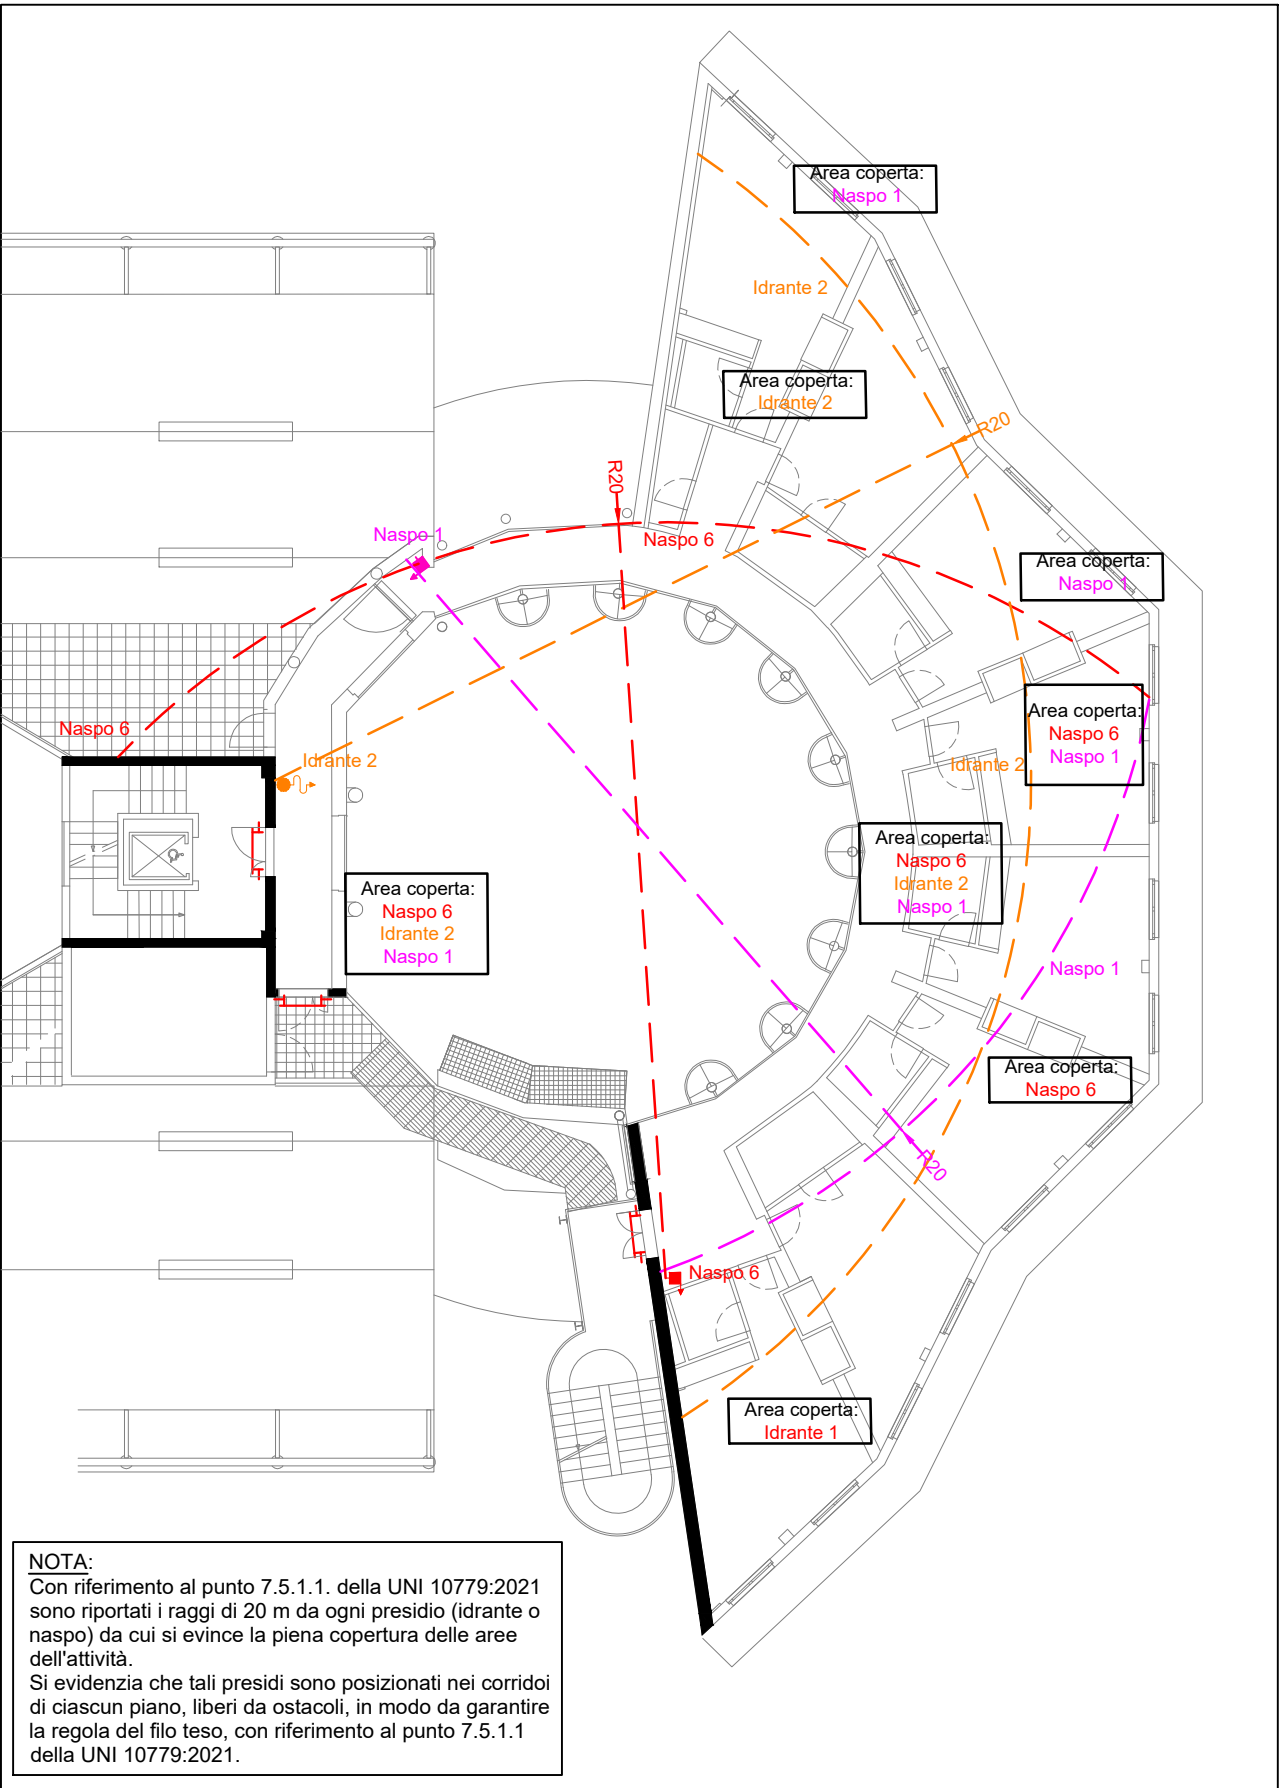 Area coperta:
Naspo 1
Idrante 2
Area coperta:
Idrante 2
R20
R20
Naspo 1
Naspo 6
Area coperta:
Naspo 1
Area coperta:
Naspo 6
Naspo 1
Naspo 6
Idrante 2
Idrante 2
Area coperta:
Naspo 6
Idrante 2
Naspo 1
Area coperta:
Naspo 6
Idrante 2
Naspo 1
Naspo 1
Area coperta:
Naspo 6
R20
Naspo 6
Area coperta:
Idrante 1
NOTA:
Con riferimento al punto 7.5.1.1. della UNI 10779:2021
sono riportati i raggi di 20 m da ogni presidio (idrante o
naspo) da cui si evince la piena copertura delle aree
dell'attività.
Si evidenzia che tali presidi sono posizionati nei corridoi
di ciascun piano, liberi da ostacoli, in modo da garantire
la regola del filo teso, con riferimento al punto 7.5.1.1
della UNI 10779:2021.